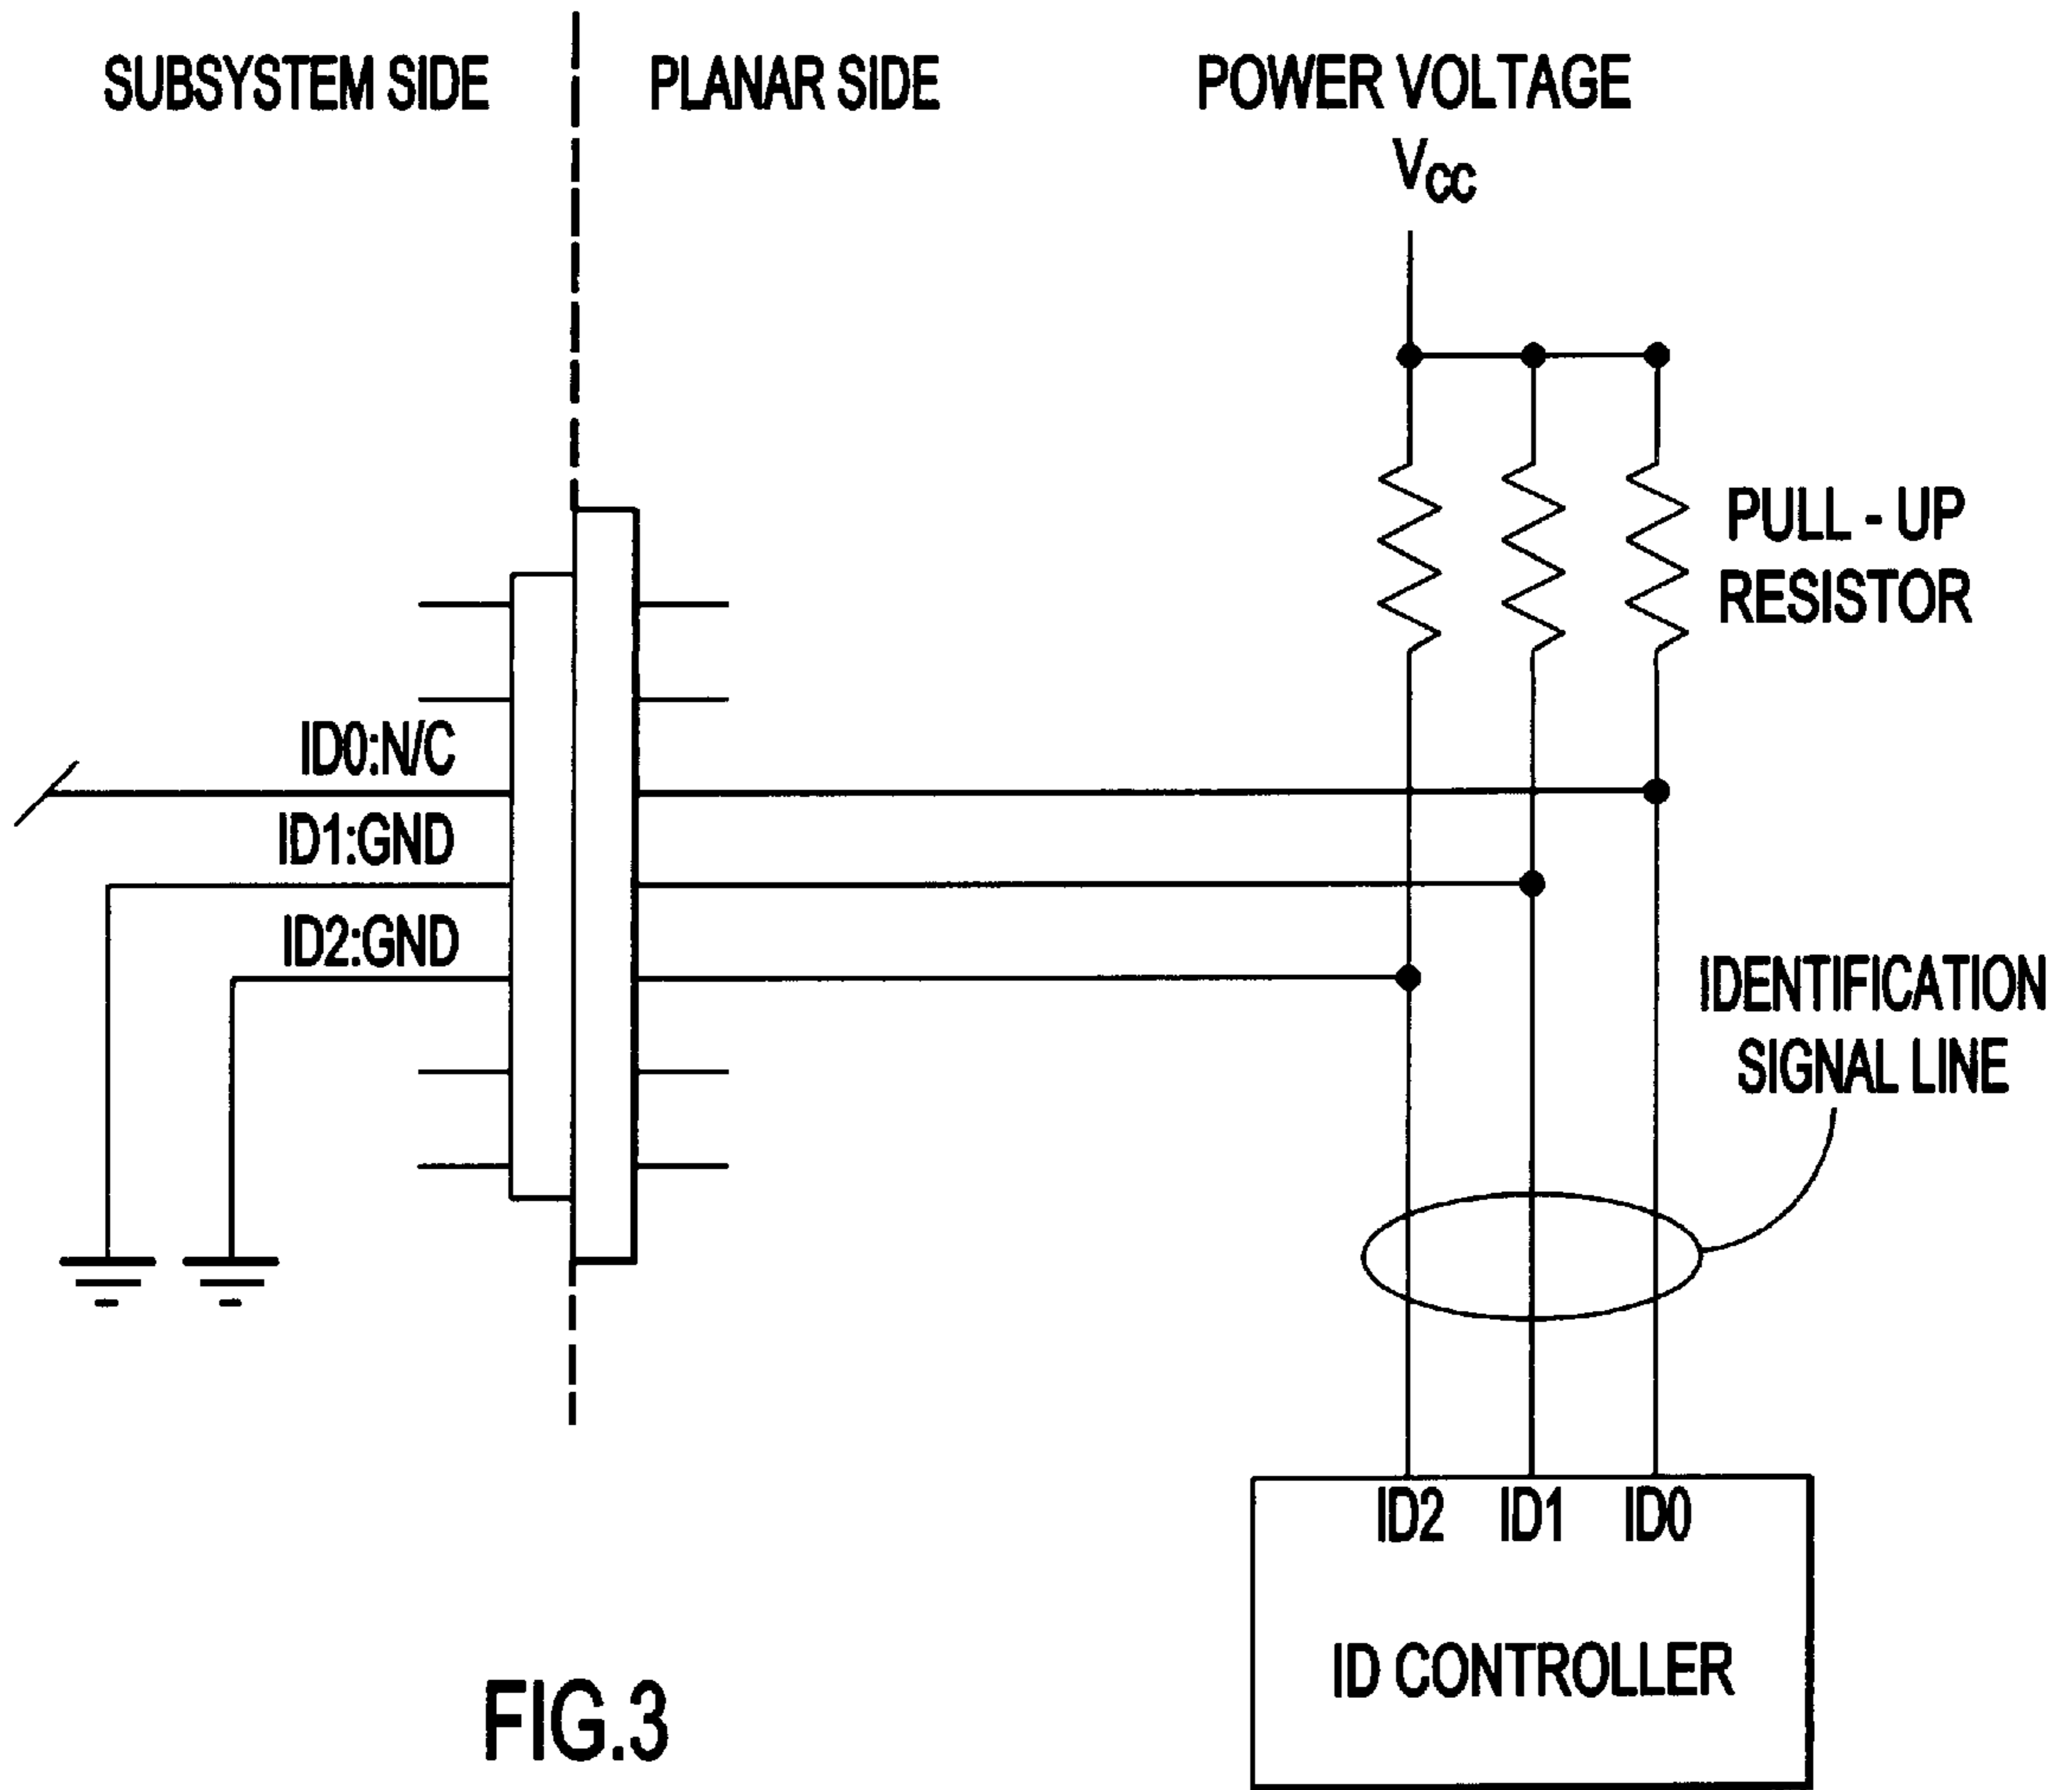 SUBSYSTEM SIDE
PLANAR SIDE
POWER VOLTAGE
VCC
PULL - UP
RESISTOR
ID0:N/C
ID1:GND
ID2:GND
IDENTIFICATION
SIGNAL LINE
ID2 ID1 ID0
ID CONTROLLER
FIG.3